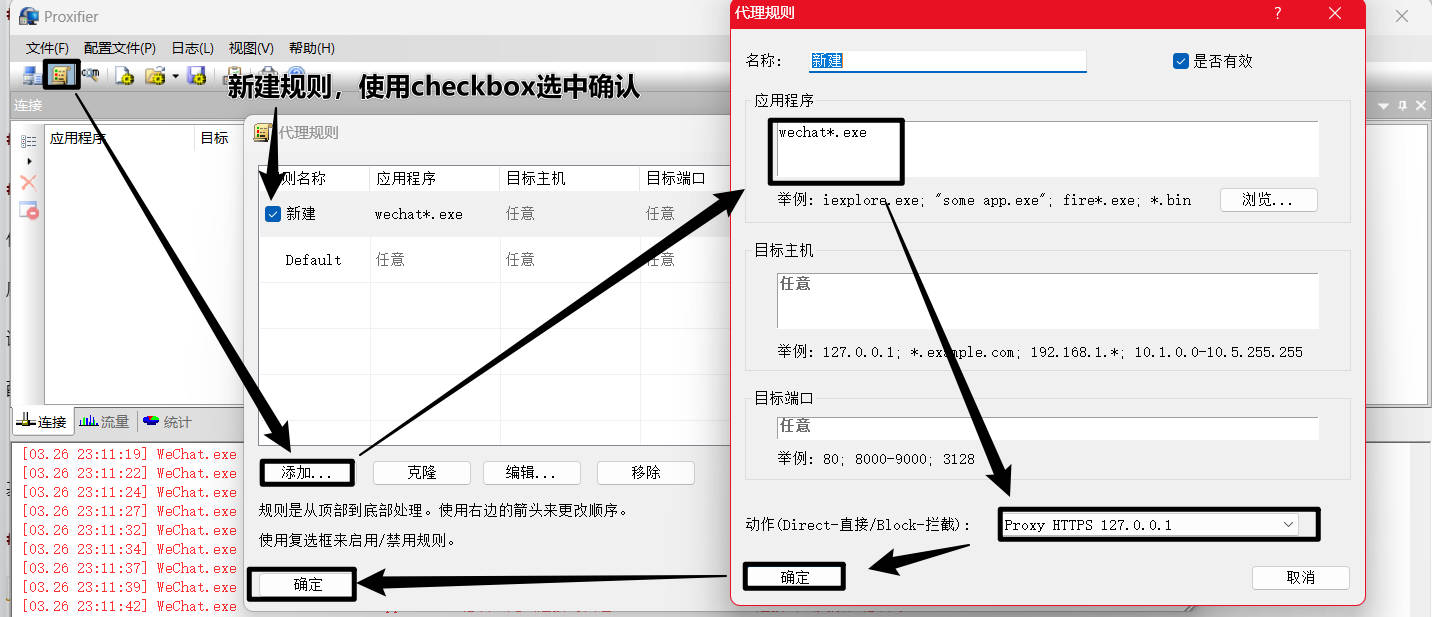 Proxifier
文件(F) 配置文件(P) 日志(L) 视图(V) 帮助(H)
新建规则，使用checkbox选中确认
连接
应用程序 目标
代理规则
则名称 应用程序 目标主机 目标端口
新建 wechat*.exe 任意 任意
Default 任意 任意 任意
添加... 克隆 编辑... 移除
规则是从顶部到底部处理。使用右边的箭头来更改顺序。
使用复选框来启用/禁用规则。
确定
连接 流量 统计
[03.26 23:11:19] WeChat.exe
[03.26 23:11:22] WeChat.exe
[03.26 23:11:24] WeChat.exe
[03.26 23:11:27] WeChat.exe
[03.26 23:11:32] WeChat.exe
[03.26 23:11:34] WeChat.exe
[03.26 23:11:37] WeChat.exe
[03.26 23:11:39] WeChat.exe
[03.26 23:11:42] WeChat.exe
代理规则
名称: 新建 是否有效
应用程序
wechat*.exe
举例: iexplore.exe; "some app.exe"; fire*.exe; *.bin 浏览...
目标主机
任意
举例: 127.0.0.1; *.example.com; 192.168.1.*; 10.1.0.0-10.5.255.255
目标端口
任意
举例: 80; 8000-9000; 3128
动作(Direct-直接/Block-拦截): Proxy HTTPS 127.0.0.1
确定 取消